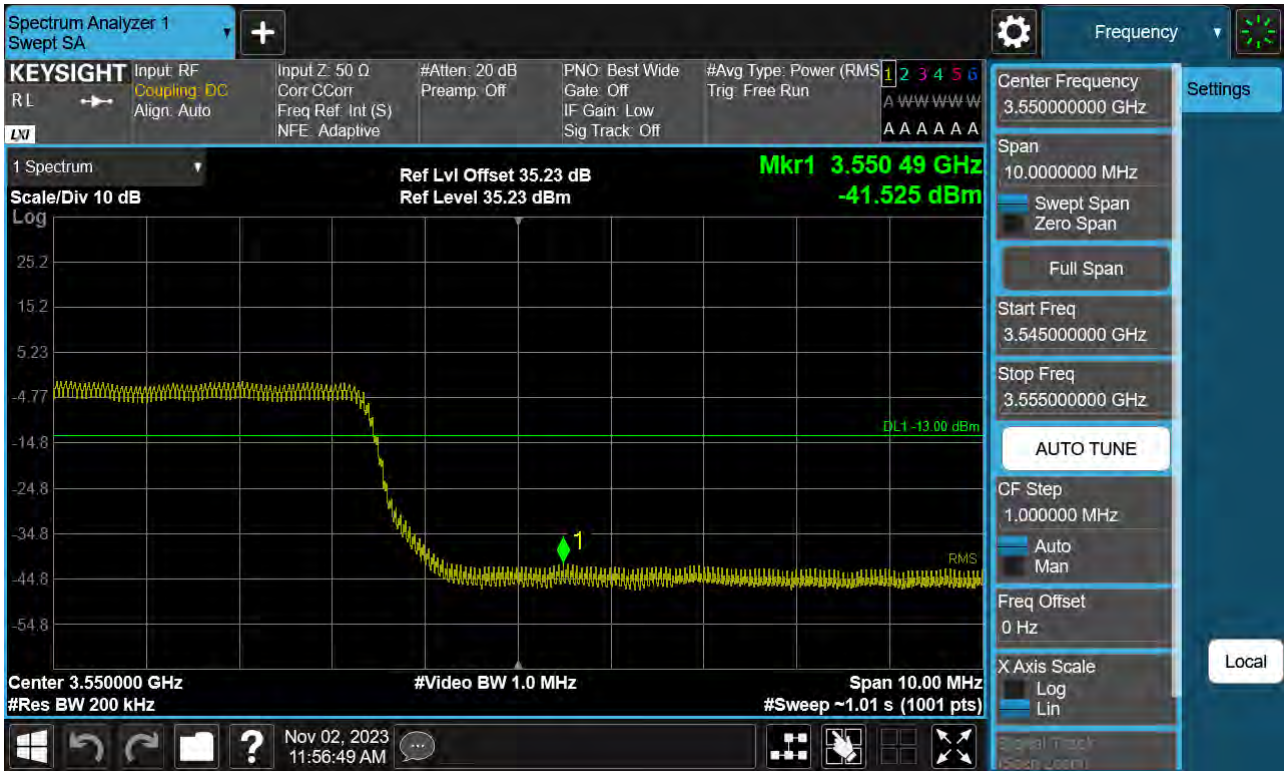 Spectrum Analyzer 1
Swept SA
Frequency
KEYSIGHT
RL
LXI
Input: RF
Coupling: DC
Align: Auto
Input Z: 50 Ω
Corr CCorr
Freq Ref: Int (S)
NFE: Adaptive
#Atten: 20 dB
Preamp: Off
PNO: Best Wide
Gate: Off
IF Gain: Low
Sig Track: Off
#Avg Type: Power (RMS
Trig: Free Run
1 2 3 4 5 6
A W W W W W
A A A A A A
1 Spectrum
Scale/Div 10 dB
Log
Ref Lvl Offset 35.23 dB
Ref Level 35.23 dBm
Mkr1 3.550 49 GHz
-41.525 dBm
25.2
15.2
5.23
-4.77
-14.8
-24.8
-34.8
-44.8
-54.8
DL1 -13.00 dBm
1
RMS
Center 3.550000 GHz
#Res BW 200 kHz
#Video BW 1.0 MHz
Span 10.00 MHz
#Sweep ~1.01 s (1001 pts)
Center Frequency
3.550000000 GHz
Span
10.0000000 MHz
Swept Span
Zero Span
Full Span
Start Freq
3.545000000 GHz
Stop Freq
3.555000000 GHz
AUTO TUNE
CF Step
1.000000 MHz
Auto
Man
Freq Offset
0 Hz
X Axis Scale
Log
Lin
Signal Track
(Span Zoom)
Settings
Local
?
Nov 02, 2023
11:56:49 AM